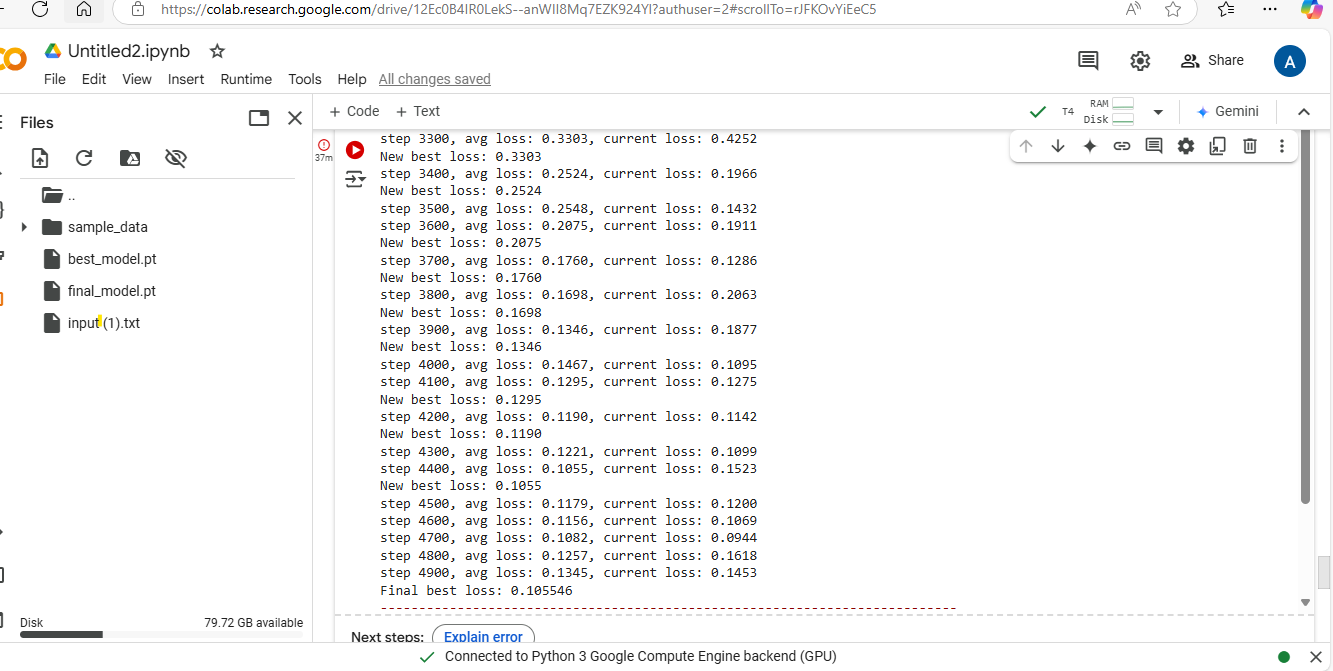 https://colab.research.google.com/drive/12Ec0B4IR0LekS--anWlI8Mq7EZK924Yl?authuser=2#scrollTo=rJFKOvYiEeC5
Untitled2.ipynb
File Edit View Insert Runtime Tools Help All changes saved
Share
A
Files
+ Code + Text
T4
RAM
Disk
Gemini
..
sample_data
best_model.pt
final_model.pt
input (1).txt
37m
step 3300, avg loss: 0.3303, current loss: 0.4252
New best loss: 0.3303
step 3400, avg loss: 0.2524, current loss: 0.1966
New best loss: 0.2524
step 3500, avg loss: 0.2548, current loss: 0.1432
step 3600, avg loss: 0.2075, current loss: 0.1911
New best loss: 0.2075
step 3700, avg loss: 0.1760, current loss: 0.1286
New best loss: 0.1760
step 3800, avg loss: 0.1698, current loss: 0.2063
New best loss: 0.1698
step 3900, avg loss: 0.1346, current loss: 0.1877
New best loss: 0.1346
step 4000, avg loss: 0.1467, current loss: 0.1095
step 4100, avg loss: 0.1295, current loss: 0.1275
New best loss: 0.1295
step 4200, avg loss: 0.1190, current loss: 0.1142
New best loss: 0.1190
step 4300, avg loss: 0.1221, current loss: 0.1099
step 4400, avg loss: 0.1055, current loss: 0.1523
New best loss: 0.1055
step 4500, avg loss: 0.1179, current loss: 0.1200
step 4600, avg loss: 0.1156, current loss: 0.1069
step 4700, avg loss: 0.1082, current loss: 0.0944
step 4800, avg loss: 0.1257, current loss: 0.1618
step 4900, avg loss: 0.1345, current loss: 0.1453
Final best loss: 0.105546
---------------------------------------------------------------------------
Disk 79.72 GB available
Next steps: Explain error
Connected to Python 3 Google Compute Engine backend (GPU)